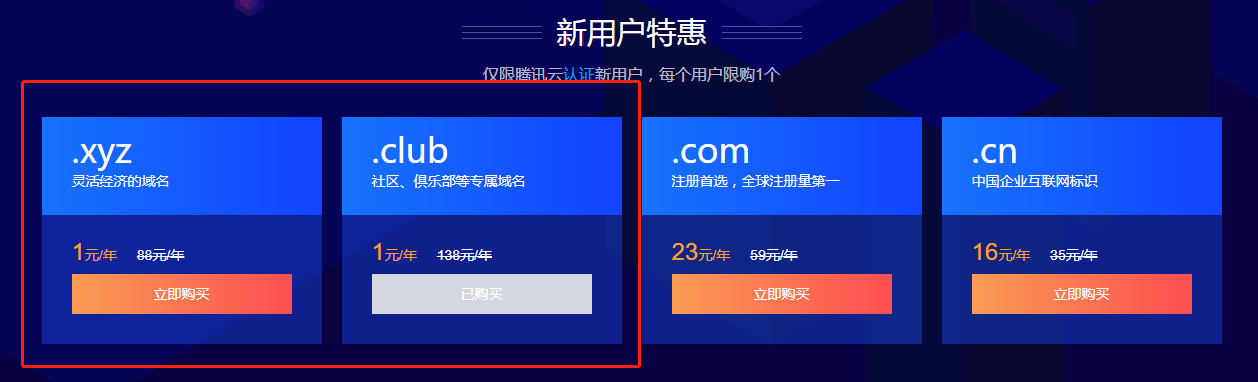 新用户特惠
仅限腾讯云认证新用户，每个用户限购1个
.xyz
灵活经济的域名
1元/年 88元/年
立即购买
.club
社区、俱乐部等专属域名
1元/年 138元/年
已购买
.com
注册首选，全球注册量第一
23元/年 59元/年
立即购买
.cn
中国企业互联网标识
16元/年 35元/年
立即购买